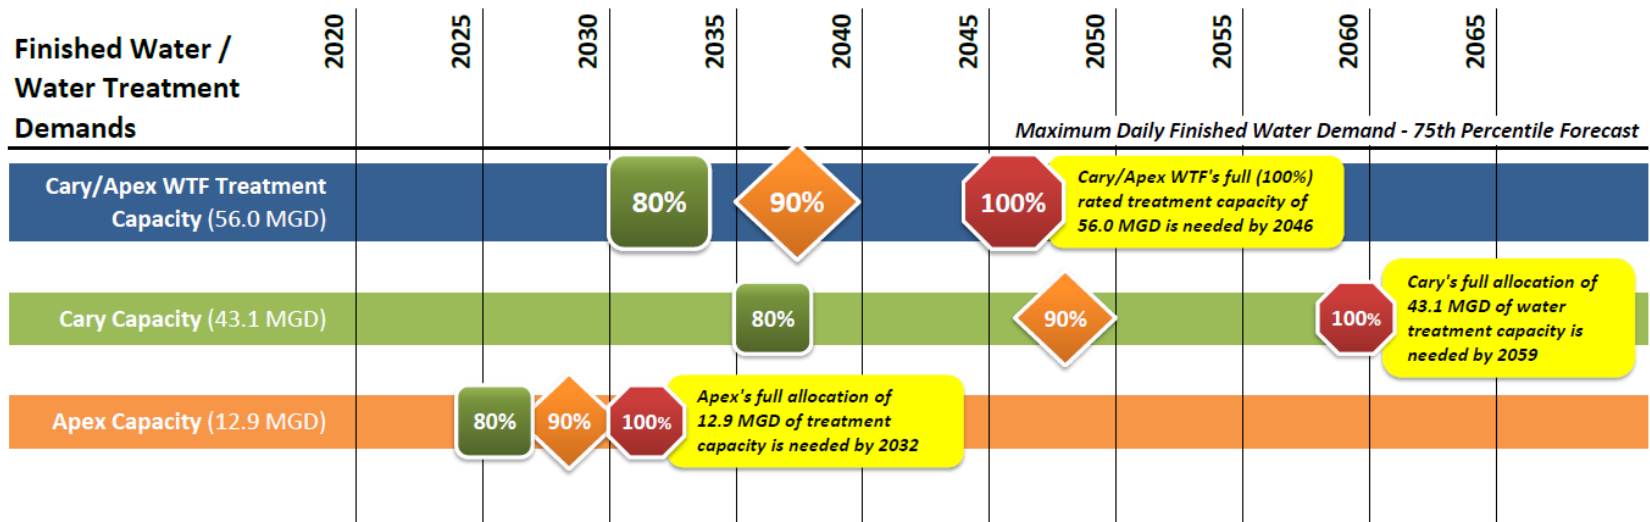 Finished Water /
Water Treatment
Demands
2020
2025
2030
2035
2040
2045
2050
2055
2060
2065
Maximum Daily Finished Water Demand - 75th Percentile Forecast
Cary/Apex WTF Treatment
Capacity (56.0 MGD)
80%
90%
100%
Cary/Apex WTF's full (100%)
rated treatment capacity of
56.0 MGD is needed by 2046
Cary Capacity (43.1 MGD)
80%
90%
100%
Cary's full allocation of
43.1 MGD of water
treatment capacity is
needed by 2059
Apex Capacity (12.9 MGD)
80%
90%
100%
Apex's full allocation of
12.9 MGD of treatment
capacity is needed by 2032